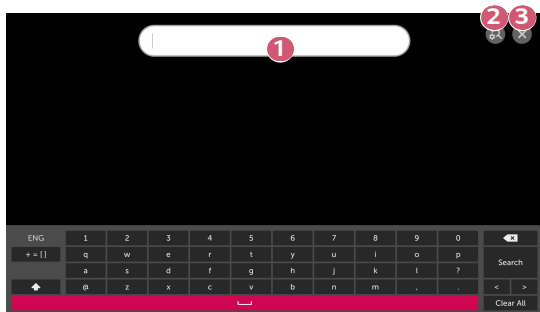 2 3
1
ENG 1 2 3 4 5 6 7 8 9 0
+ = [ ] q w e r t y u i o p
a s d f g h j k l ? Search
@ z x c v b n m , . < >
Clear All